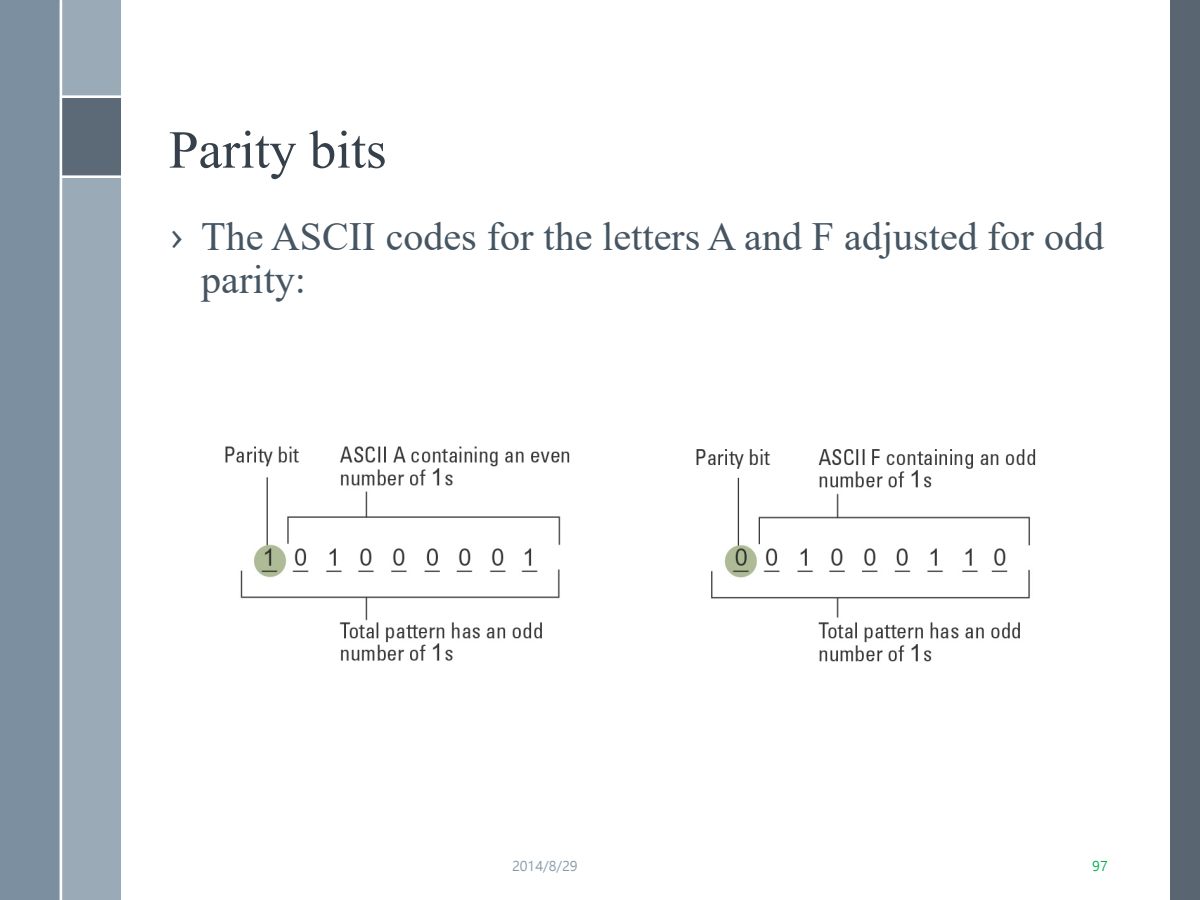 Parity bits
› The ASCII codes for the letters A and F adjusted for odd
parity:
Parity bit
ASCII A containing an even
number of 1s
1 0 1 0 0 0 0 0 1
Total pattern has an odd
number of 1s
Parity bit
ASCII F containing an odd
number of 1s
0 0 1 0 0 0 1 1 0
Total pattern has an odd
number of 1s
2014/8/29
97